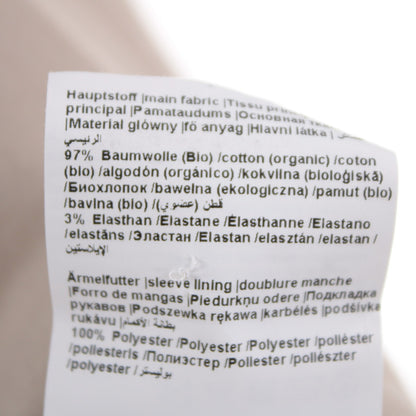 Hauptstoff |main fabric |Tissu
principal |Pamataudums |Основная
|Material główny |fő anyag |Hlavní látka |
الرئيسي
97% Baumwolle (Bio) /cotton (organic) /coton
(bio) /algodón (orgánico) /kokvilna (bioloģiskā)
/Биохлопок /bawełna (ekologiczna) /pamut (bio)
/bavlna (bio) /قطن (عضوي)
3% Elasthan /Elastane /Élasthanne /Elastano
/elastāns /Эластан /Elastan /elasztán /elastan /
الإيلاستين
Ärmelfutter |sleeve lining |doublure manche
|Forro de mangas |Piedurkņu odere |Подкладка
рукавов |Podszewka rękawa |karbélés |podšívka
rukávu | بطانة الأكمام
100% Polyester /Polyester /Polyester /poliéster
/poliesteris /Полиэстер /Poliester /poliészter
/polyester / بوليستر